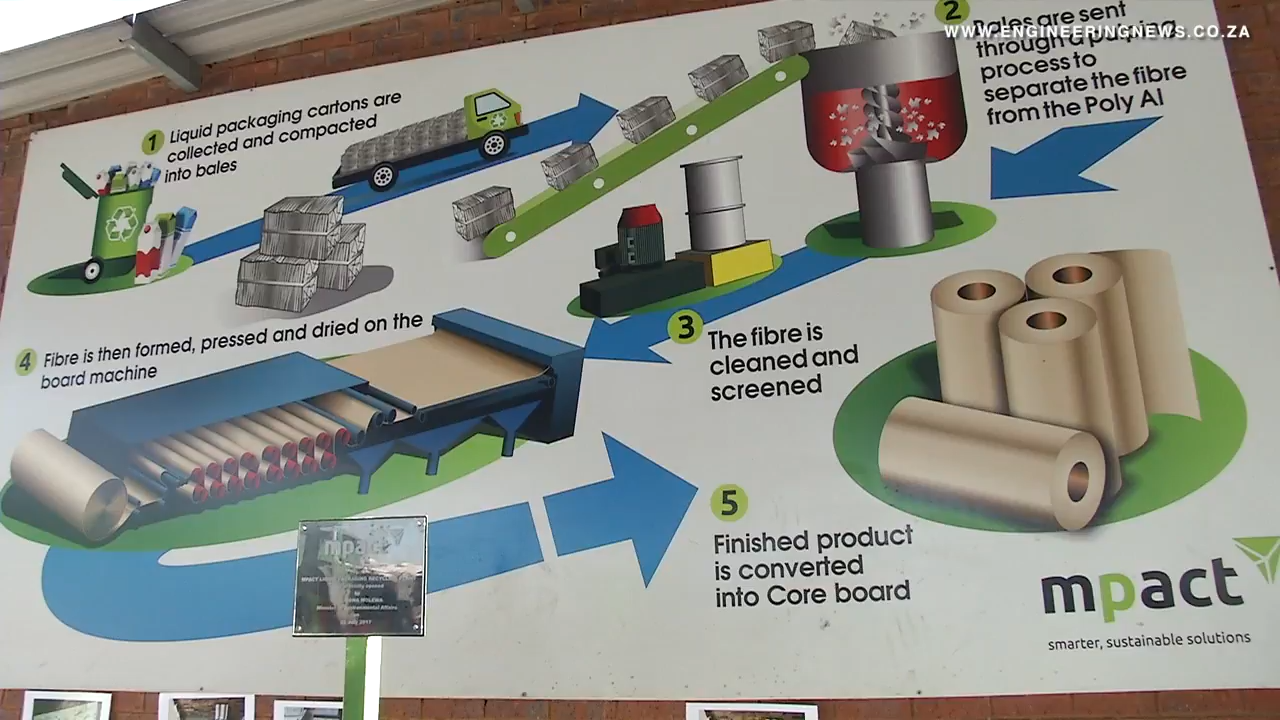 WWW.ENGINEERINGNEWS.CO.ZA
1
Liquid packaging cartons are
collected and compacted
into bales
2
Bales are sent
through a pulping
process to
separate the fibre
from the Poly Al
3
The fibre is
cleaned and
screened
4
Fibre is then formed, pressed and dried on the
board machine
5
Finished product
is converted
into Core board
mpact
smarter, sustainable solutions
mpact